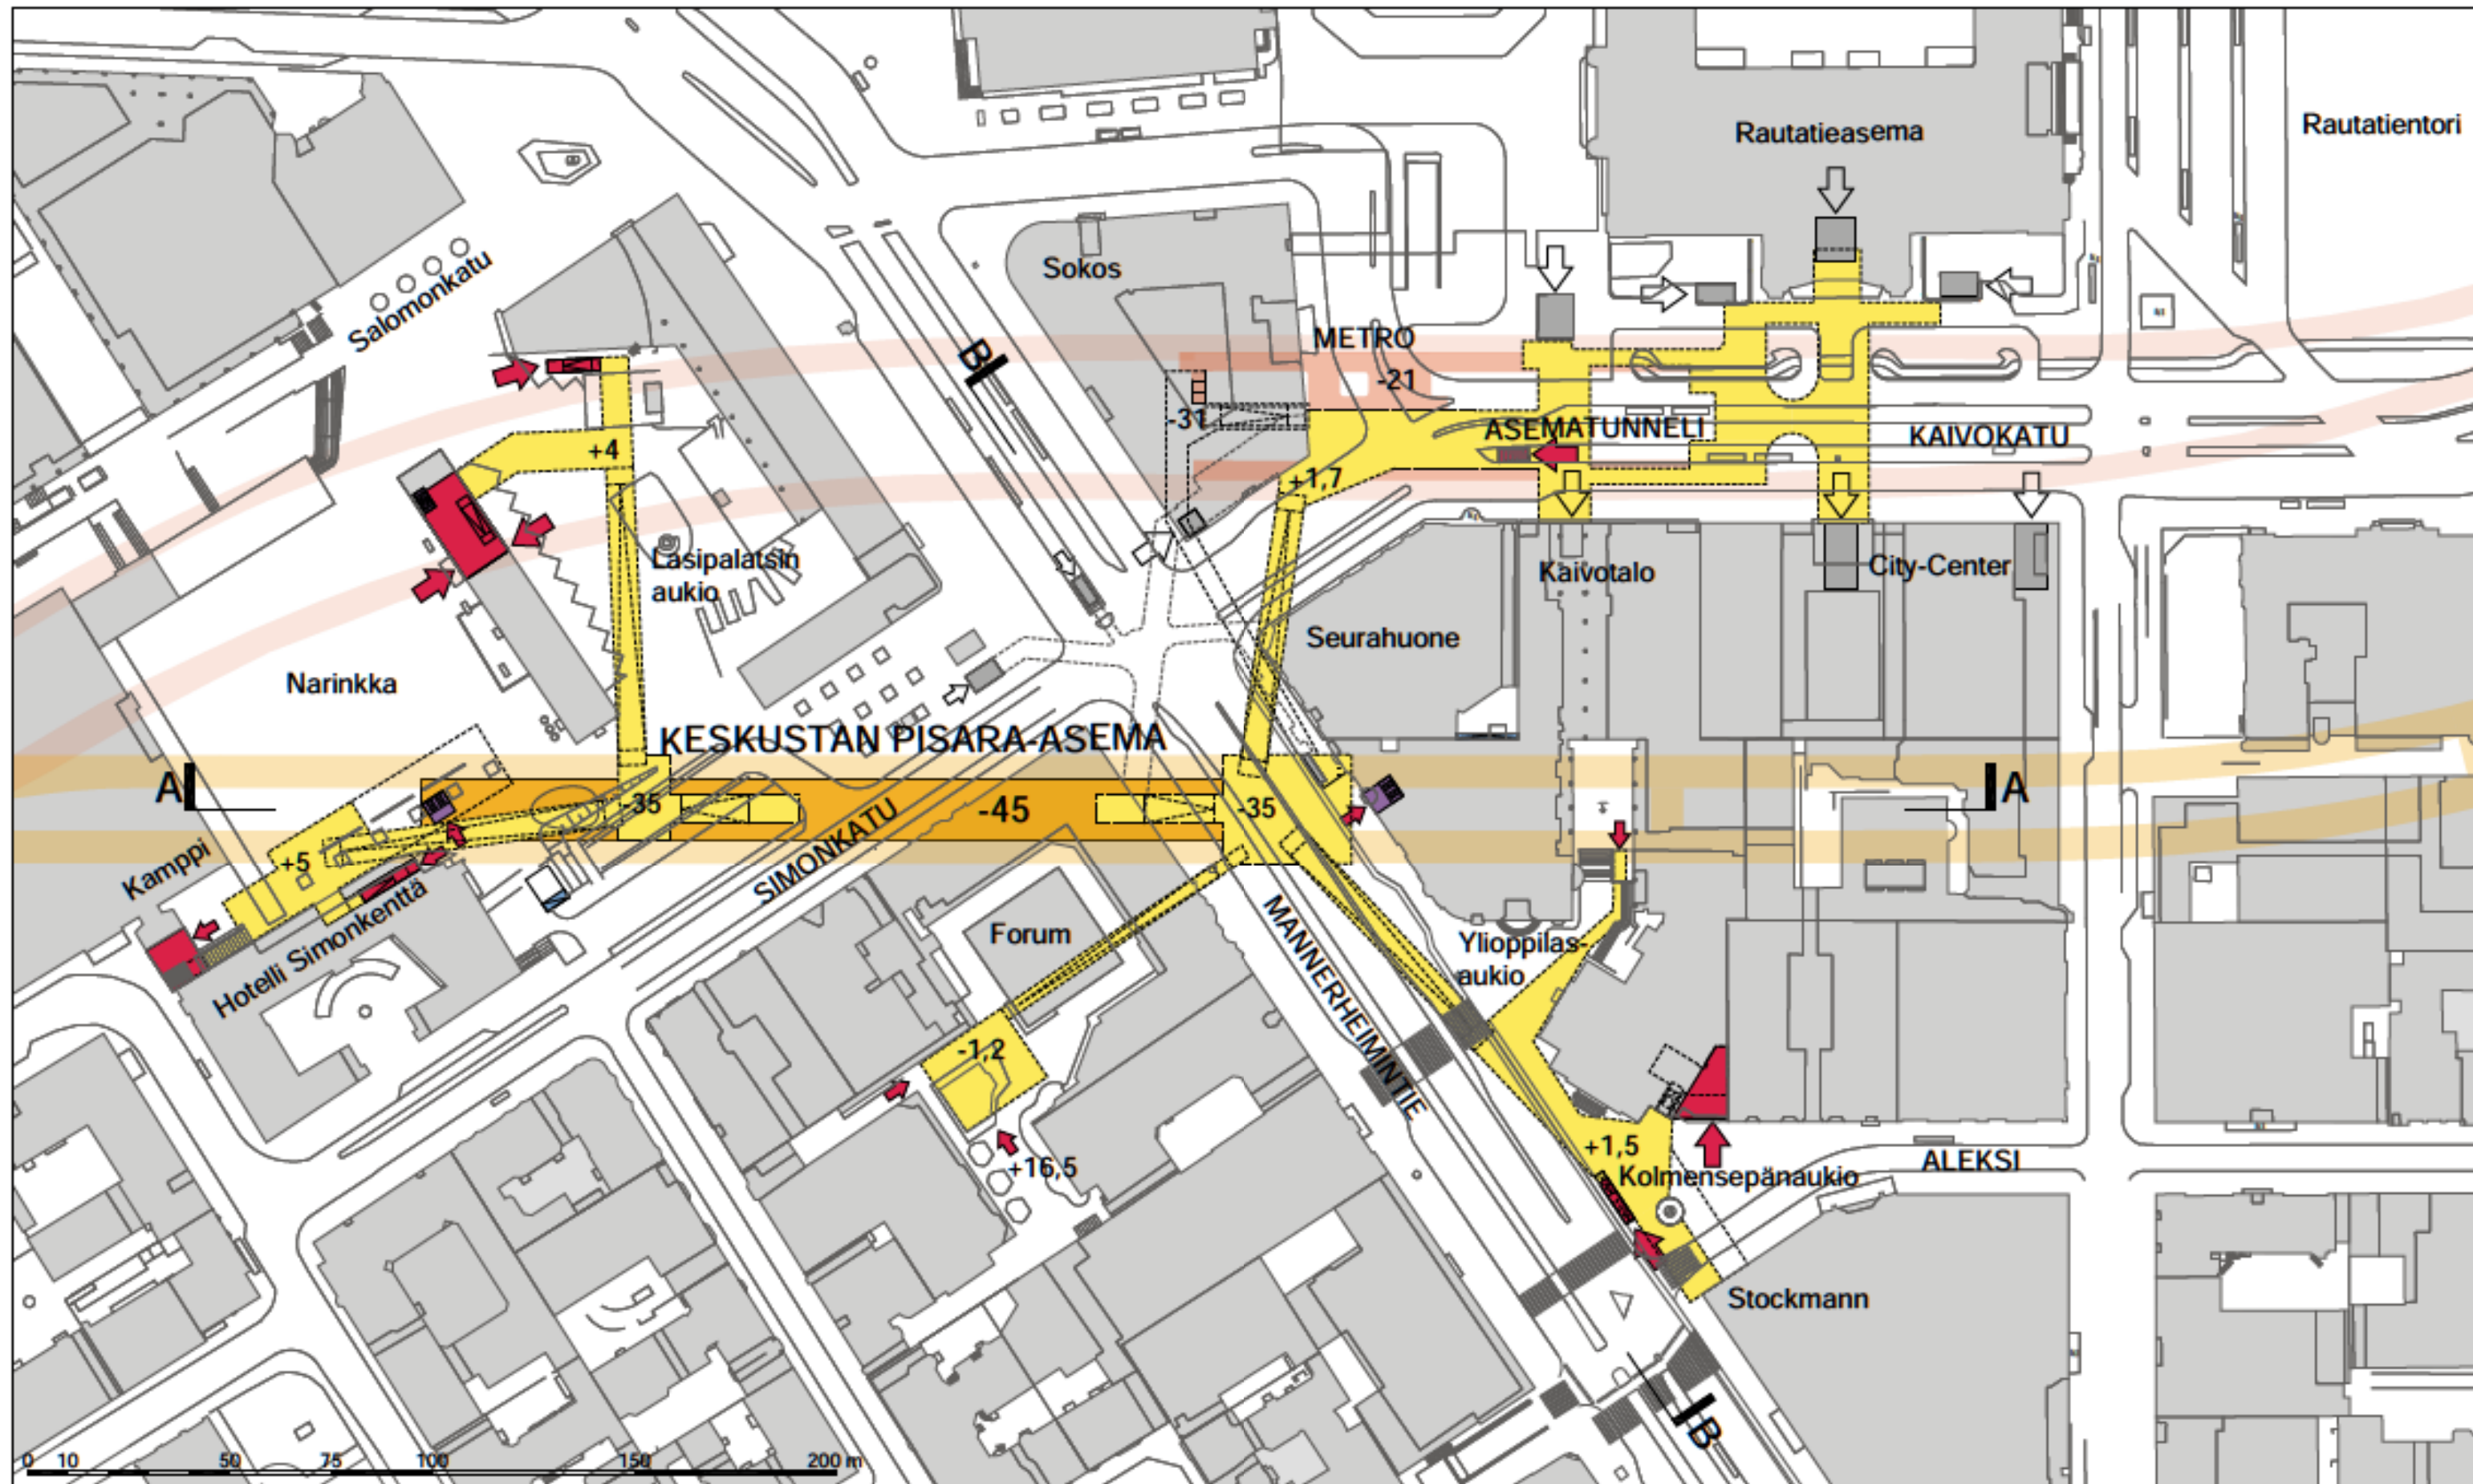 Rautatieasema
Rautatientori
Salomonkatu
Sokos
METRO
-21
B
-31
ASEMATUNNELI
KAIVOKATU
+4
+1,7
Lasipalatsin
aukio
Kaivotalo
City-Center
Seurahuone
Narinkka
KESKUSTAN PISARA-ASEMA
A
A
-35
-45
-35
SIMONKATU
Kamppi
+5
Hotelli Simonkenttä
Forum
MANNERHEIMINTIE
Ylioppilas-
aukio
-1,2
+1,5
+16,5
Kolmensepänaukio
ALEKSI
Stockmann
B
0 10 50 75 100 150 200 m